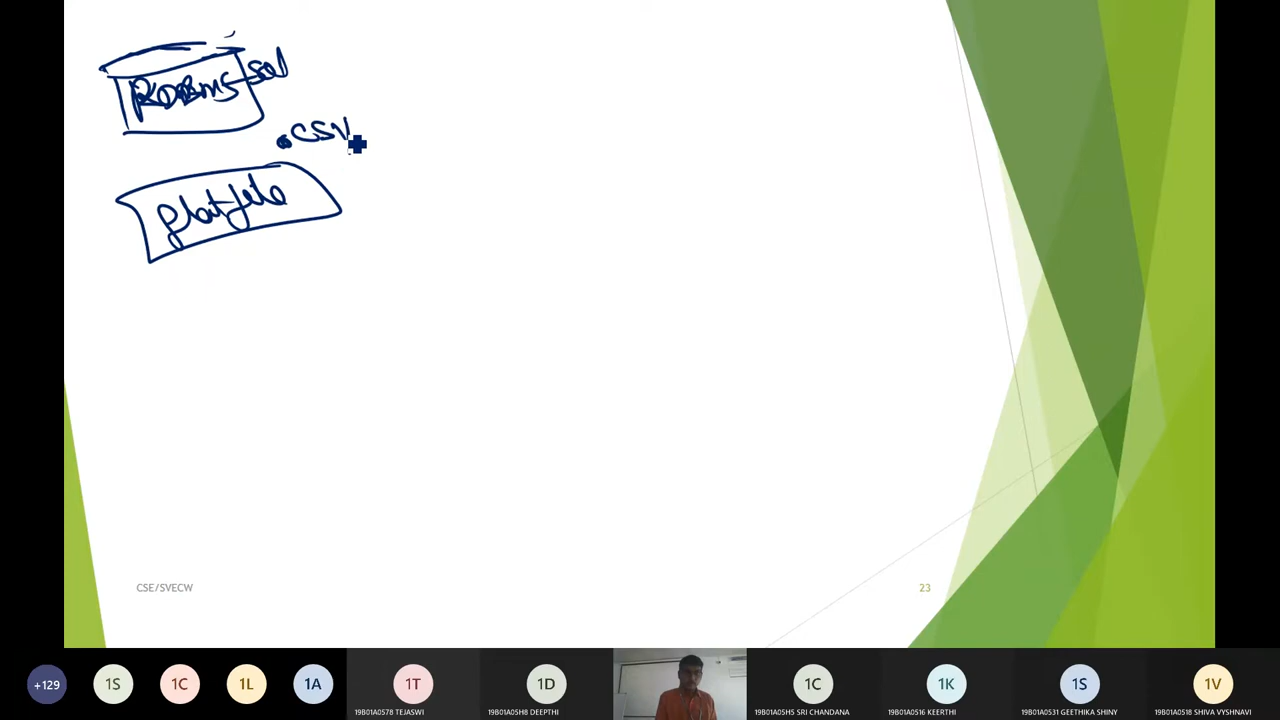 RDBMS sql
.CSV
flatfile
CSE/SVECW
23
+129
1S
1C
1L
1A
1T
1D
1C
1K
1S
1V
19B01A0578 TEJASWI
19B01A05H8 DEEPTHI
19B01A05H5 SRI CHANDANA
19B01A0516 KEERTHI
19B01A0531 GEETHIKA SHINY
19B01A0518 SHIVA VYSHNAVI